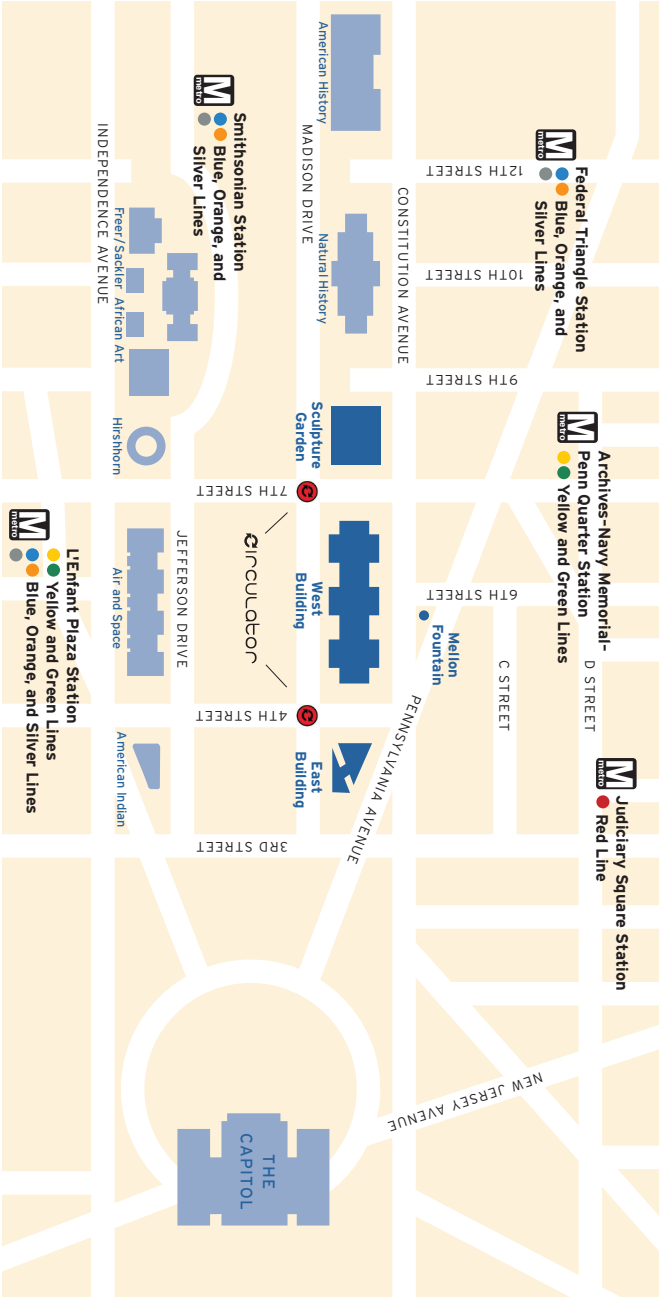 M
metro
Federal Triangle Station
Blue, Orange, and
Silver Lines
M
metro
Archives–Navy Memorial–
Penn Quarter Station
Yellow and Green Lines
M
metro
Judiciary Square Station
Red Line
D STREET
C STREET
12TH STREET
10TH STREET
9TH STREET
6TH STREET
Mellon
Fountain
CONSTITUTION AVENUE
PENNSYLVANIA AVENUE
NEW JERSEY AVENUE
American History
Natural History
Sculpture
Garden
West
Building
East
Building
MADISON DRIVE
C
C
Circulator
7TH STREET
4TH STREET
3RD STREET
THE
CAPITOL
M
metro
Smithsonian Station
Blue, Orange, and
Silver Lines
JEFFERSON DRIVE
Freer/Sackler
African Art
Hirshhorn
Air and Space
American Indian
INDEPENDENCE AVENUE
M
metro
L'Enfant Plaza Station
Yellow and Green Lines
Blue, Orange, and Silver Lines